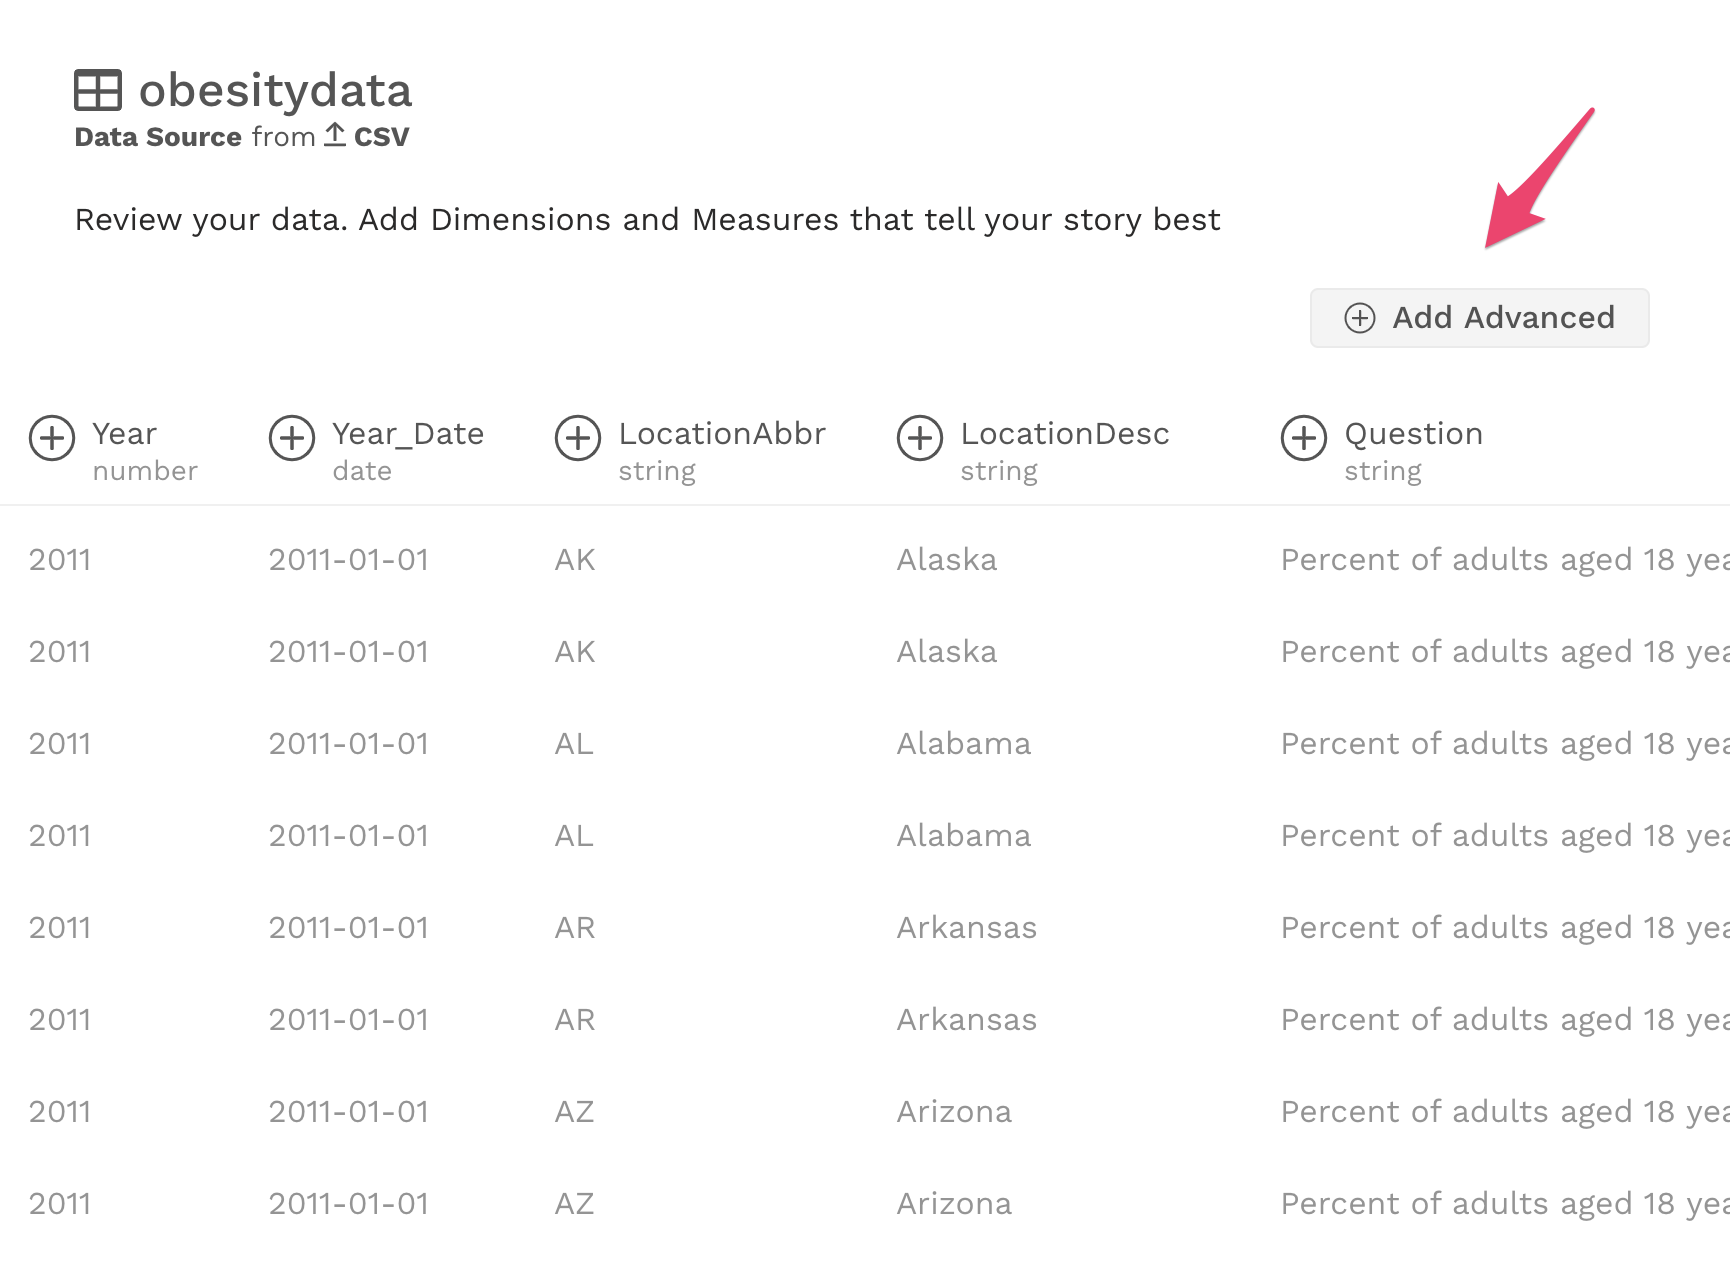 obesitydata
Data Source from CSV
Review your data. Add Dimensions and Measures that tell your story best
Add Advanced
Year Year_Date LocationAbbr LocationDesc Question
number date string string string
2011 2011-01-01 AK Alaska Percent of adults aged 18 yea
2011 2011-01-01 AK Alaska Percent of adults aged 18 yea
2011 2011-01-01 AL Alabama Percent of adults aged 18 yea
2011 2011-01-01 AL Alabama Percent of adults aged 18 yea
2011 2011-01-01 AR Arkansas Percent of adults aged 18 yea
2011 2011-01-01 AR Arkansas Percent of adults aged 18 yea
2011 2011-01-01 AZ Arizona Percent of adults aged 18 yea
2011 2011-01-01 AZ Arizona Percent of adults aged 18 yea